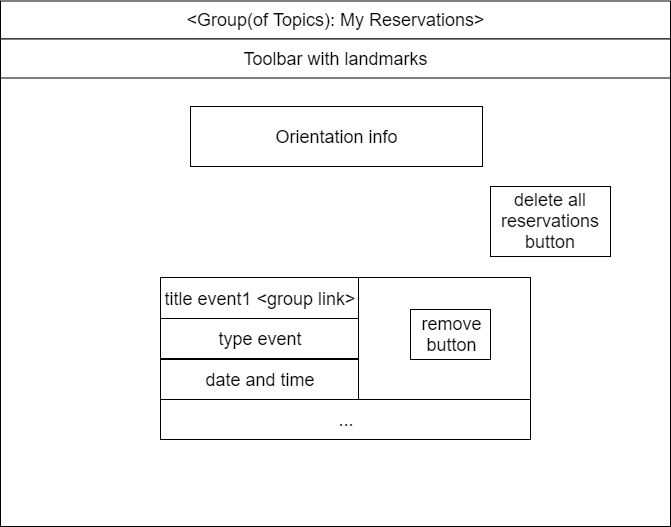 <Group(of Topics): My Reservations>
Toolbar with landmarks
Orientation info
delete all
reservations
button
title event1 <group link>
type event
date and time
remove
button
...